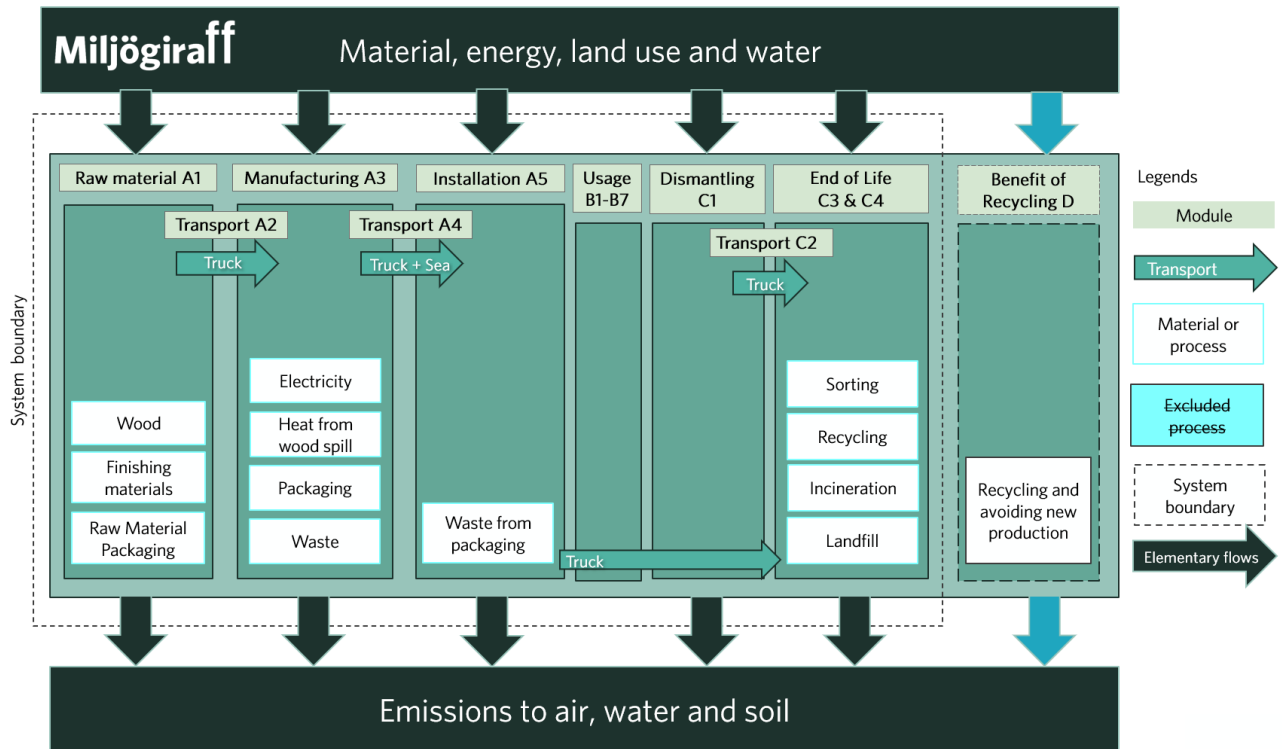 Miljögiraff
Material, energy, land use and water
System boundary
Raw material A1
Manufacturing A3
Installation A5
Usage
B1-B7
Dismantling
C1
End of Life
C3 & C4
Benefit of
Recycling D
Transport A2
Truck
Transport A4
Truck + Sea
Transport C2
Truck
Wood
Finishing
materials
Raw Material
Packaging
Electricity
Heat from
wood spill
Packaging
Waste
Waste from
packaging
Truck
Sorting
Recycling
Incineration
Landfill
Recycling and
avoiding new
production
Legends
Module
Transport
Material or
process
Excluded
process
System
boundary
Elementary flows
Emissions to air, water and soil